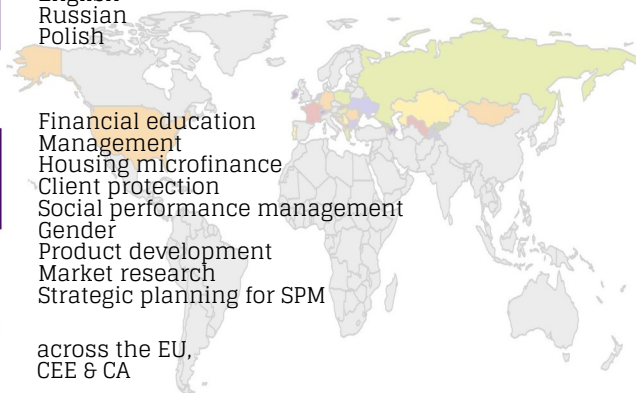 English
Russian
Polish
Financial education
Management
Housing microfinance
Client protection
Social performance management
Gender
Product development
Market research
Strategic planning for SPM
across the EU,
CEE & CA